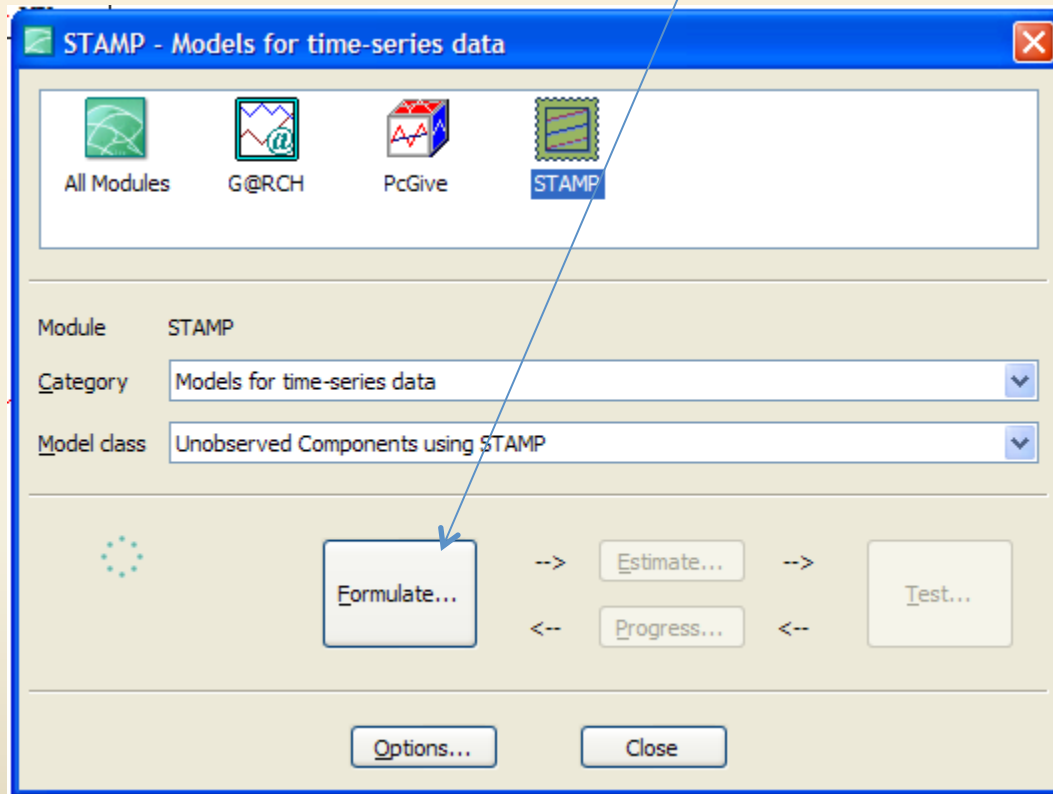 STAMP - Models for time-series data
All Modules G@RCH PcGive STAMP
Module STAMP
Category Models for time-series data
Model class Unobserved Components using STAMP
--> Estimate... -->
Formulate... Test...
<-- Progress... <--
Options... Close